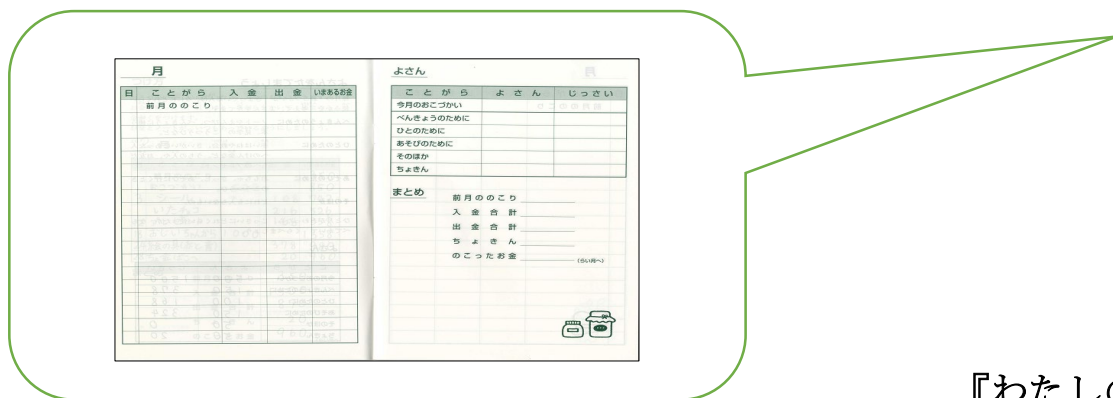 月
日 ことがら 入金 出金 いまあるお金
前月ののこり
よさん
ことがら よさん じっさい
今月のおこづかい
べんきょうのために
ひとのために
あそびのために
そのほか
ちょきん
まとめ
前月ののこり
入金合計
出金合計
ちょきん
のこったお金 (らい月へ)
『わたしの